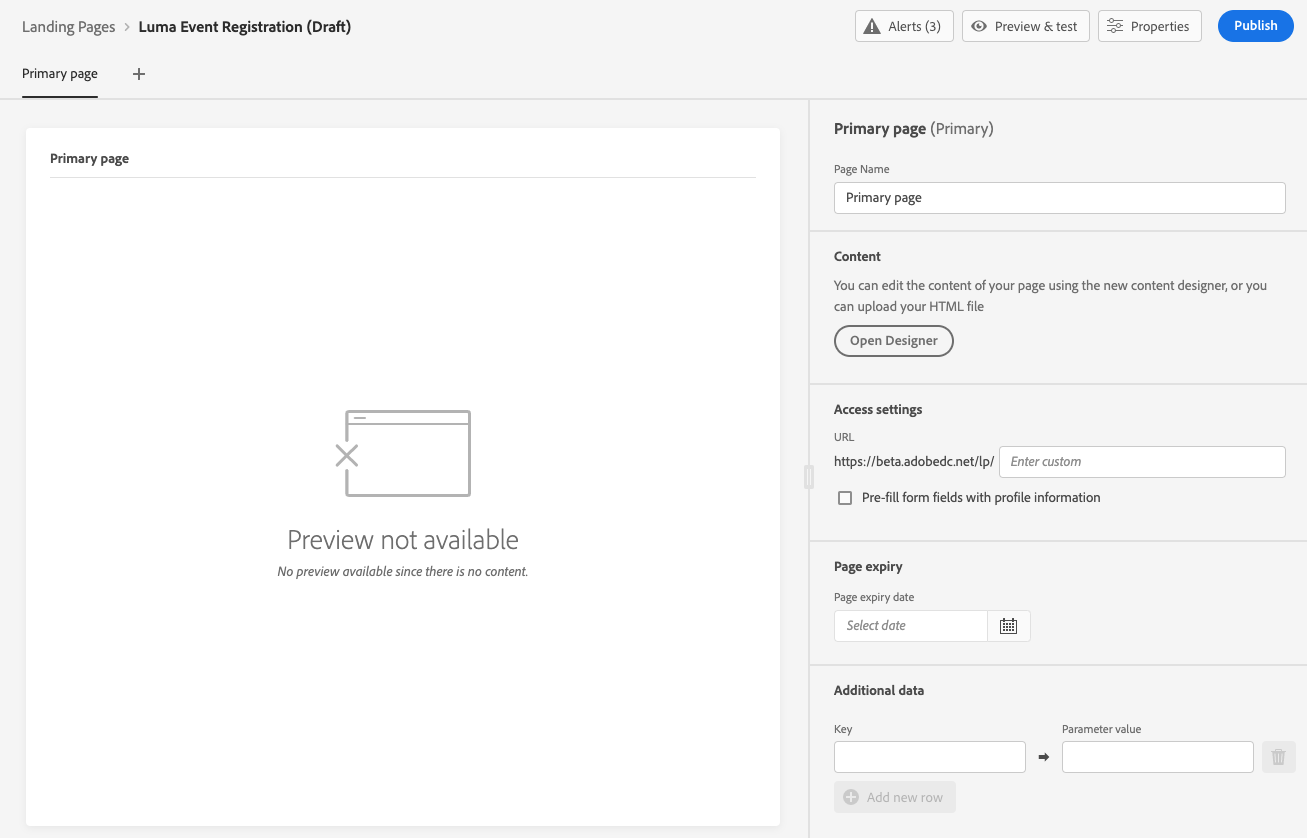 Landing Pages > Luma Event Registration (Draft)
Alerts (3)
Preview & test
Properties
Publish
Primary page
Primary page
Preview not available
No preview available since there is no content.
Primary page (Primary)
Page Name
Primary page
Content
You can edit the content of your page using the new content designer, or you
can upload your HTML file
Open Designer
Access settings
URL
https://beta.adobedc.net/lp/
Enter custom
Pre-fill form fields with profile information
Page expiry
Page expiry date
Select date
Additional data
Key
Parameter value
Add new row